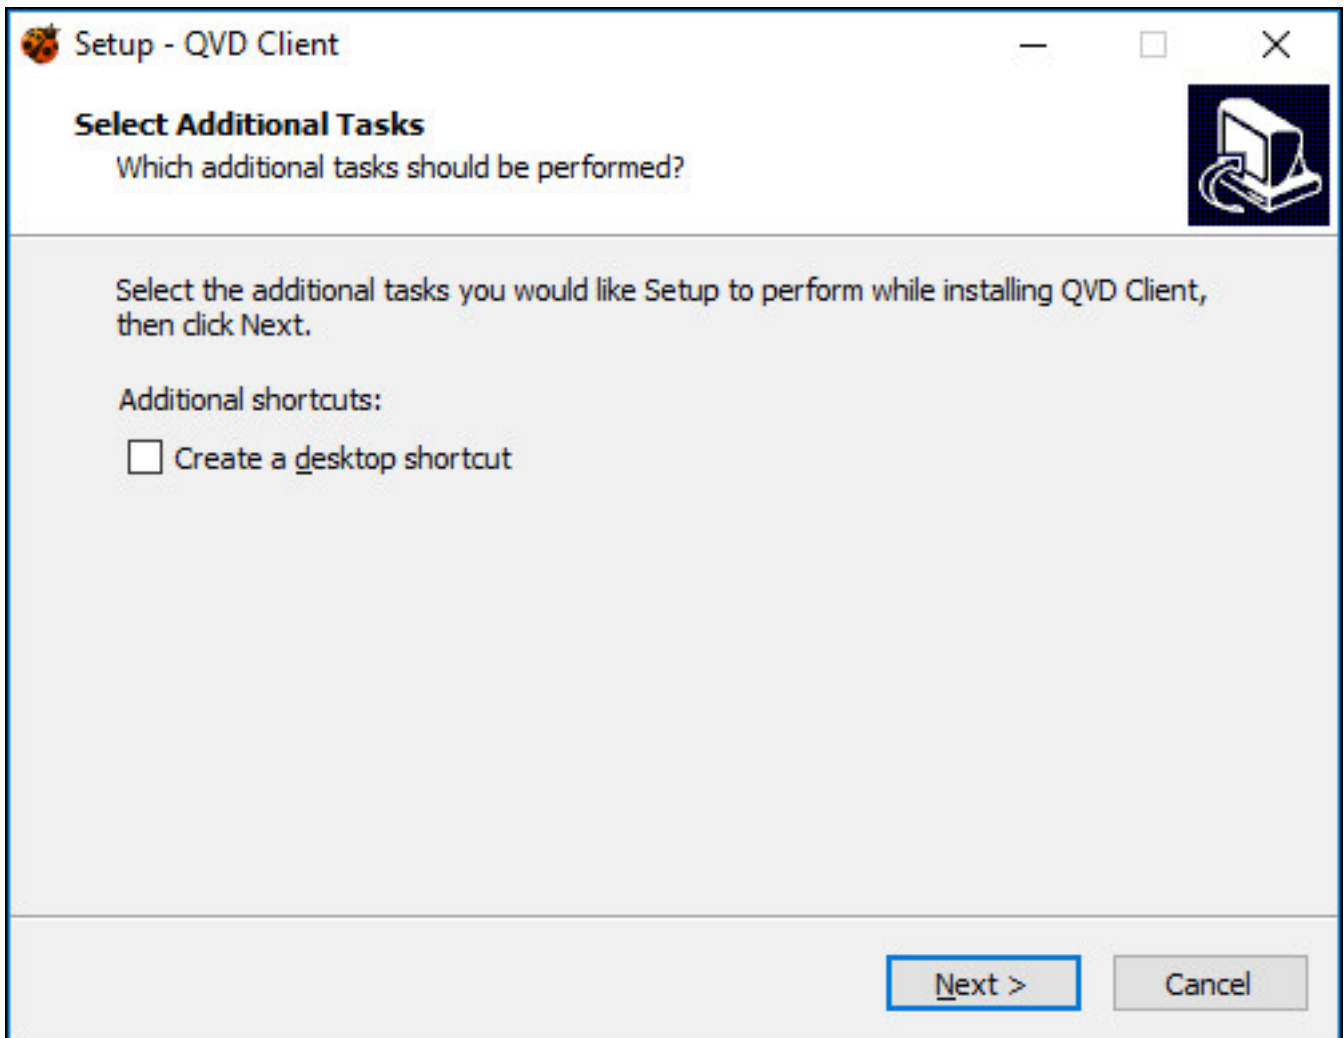 Setup - QVD Client
Select Additional Tasks
Which additional tasks should be performed?
Select the additional tasks you would like Setup to perform while installing QVD Client,
then click Next.
Additional shortcuts:
Create a desktop shortcut
Next >
Cancel